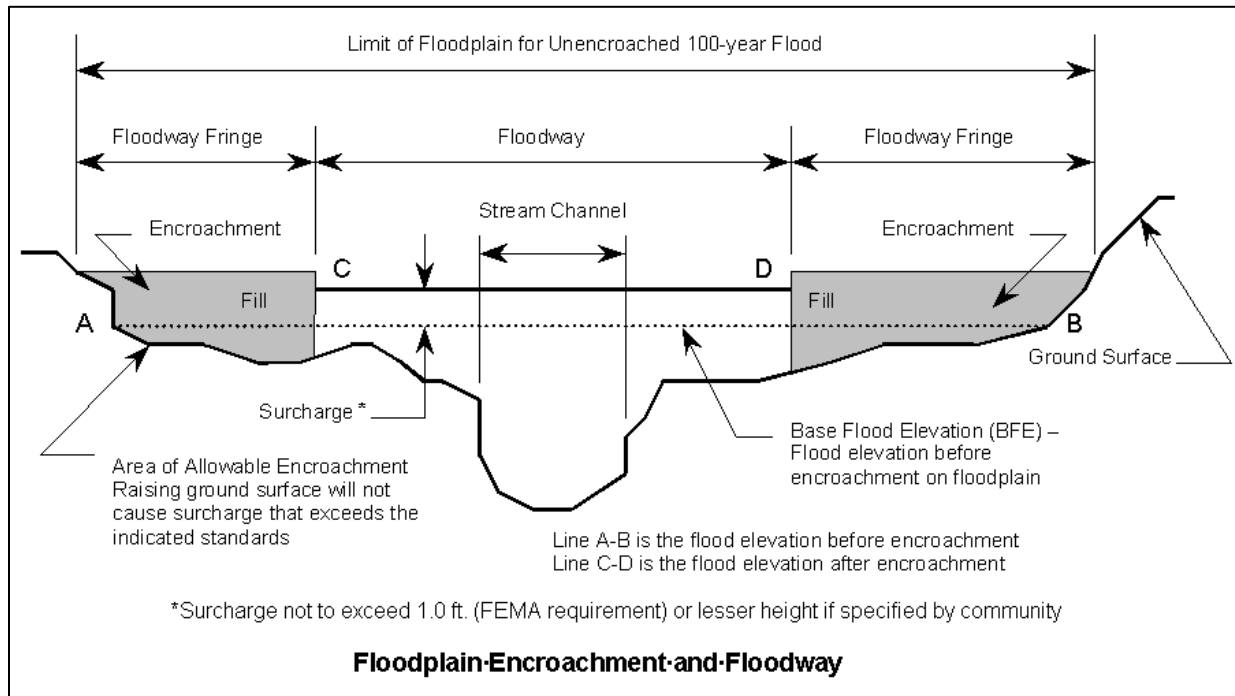 Limit of Floodplain for Unencroached 100-year Flood
Floodway Fringe
Floodway
Floodway Fringe
Stream Channel
Encroachment
Encroachment
C
D
Fill
Fill
A
B
Ground Surface
Surcharge *
Base Flood Elevation (BFE) –
Flood elevation before
encroachment on floodplain
Area of Allowable Encroachment
Raising ground surface will not
cause surcharge that exceeds the
indicated standards
Line A-B is the flood elevation before encroachment
Line C-D is the flood elevation after encroachment
*Surcharge not to exceed 1.0 ft. (FEMA requirement) or lesser height if specified by community
Floodplain·Encroachment·and·Floodway